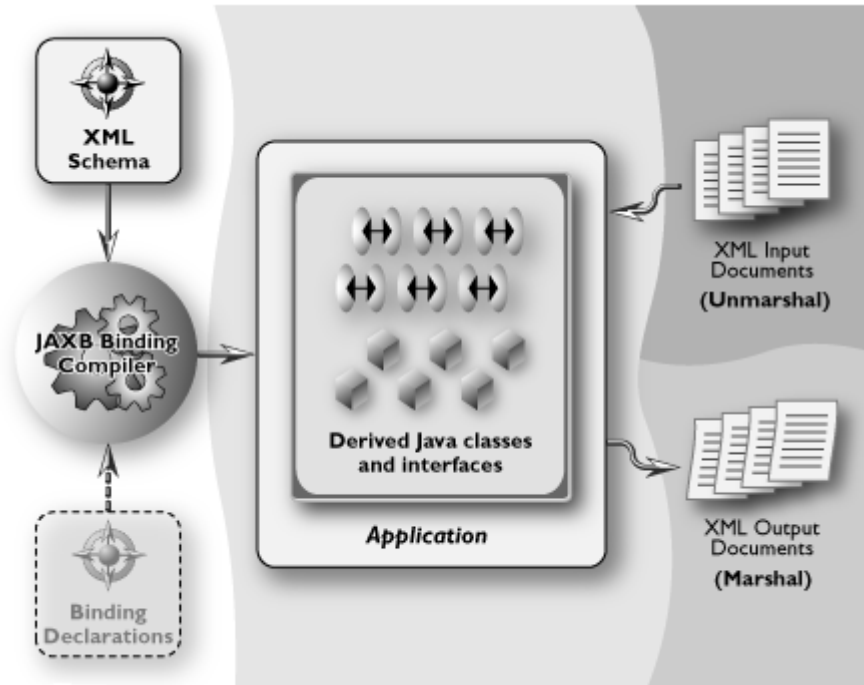 XML
Schema
JAXB Binding
Compiler
Binding
Declarations
Derived Java classes
and interfaces
Application
XML Input
Documents
(Unmarshal)
XML Output
Documents
(Marshal)